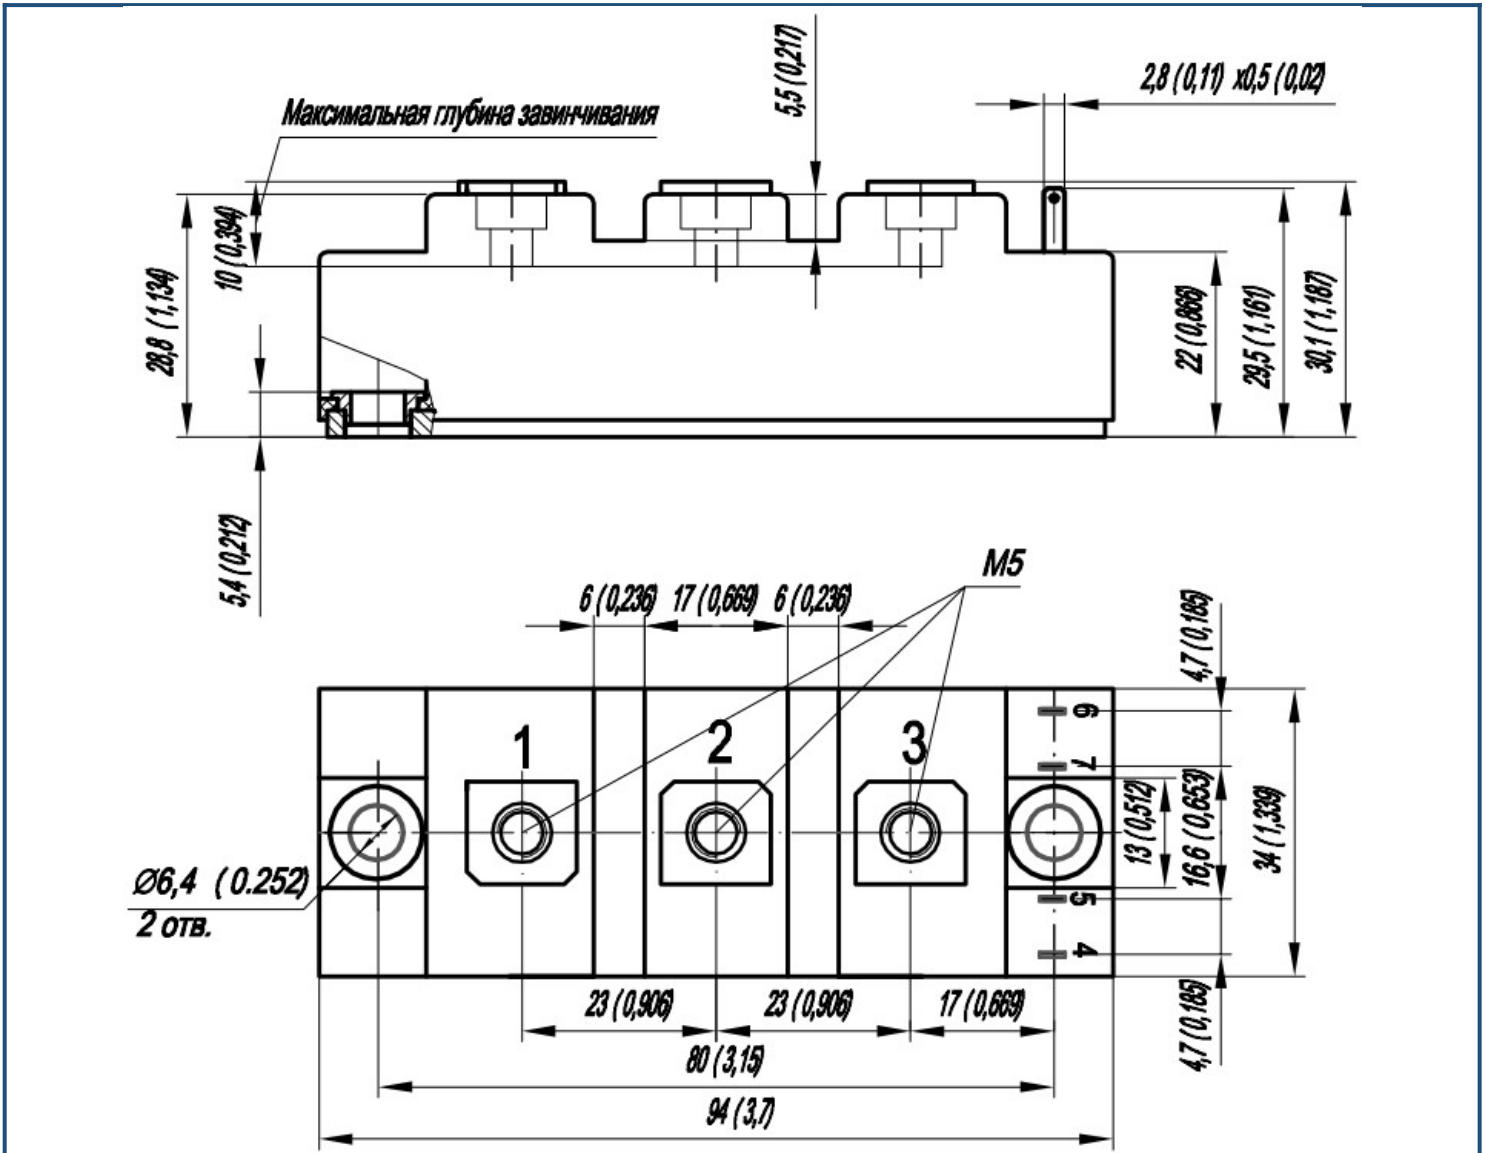 5,5 (0,217)
2,8 (0,11) x0,5 (0,02)
Максимальная глубина завинчивания
10 (0,394)
28,8 (1,134)
22 (0,866)
29,5 (1,161)
30,1 (1,187)
5,4 (0,212)
M5
6 (0,236) 17 (0,669) 6 (0,236)
4,7 (0,185)
1 2 3
6
7
13 (0,512)
16,6 (0,653)
34 (1,339)
Ø6,4 (0.252)
2 отв.
5
4
23 (0,906) 23 (0,906) 17 (0,669)
4,7 (0,185)
80 (3,15)
94 (3,7)